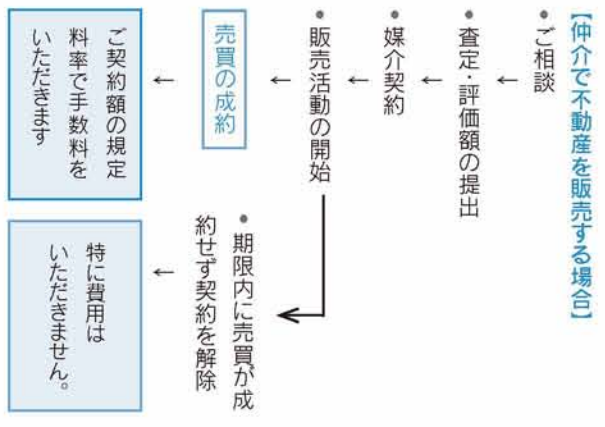 【仲介で不動産を販売する場合】
• ご相談
←
• 査定・評価額の提出
←
• 媒介契約
←
• 販売活動の開始
←
売買の成約
←
ご契約額の規定
料率で手数料を
いただきます
• 期限内に売買が成
約せず契約を解除
←
特に費用は
いただきません。